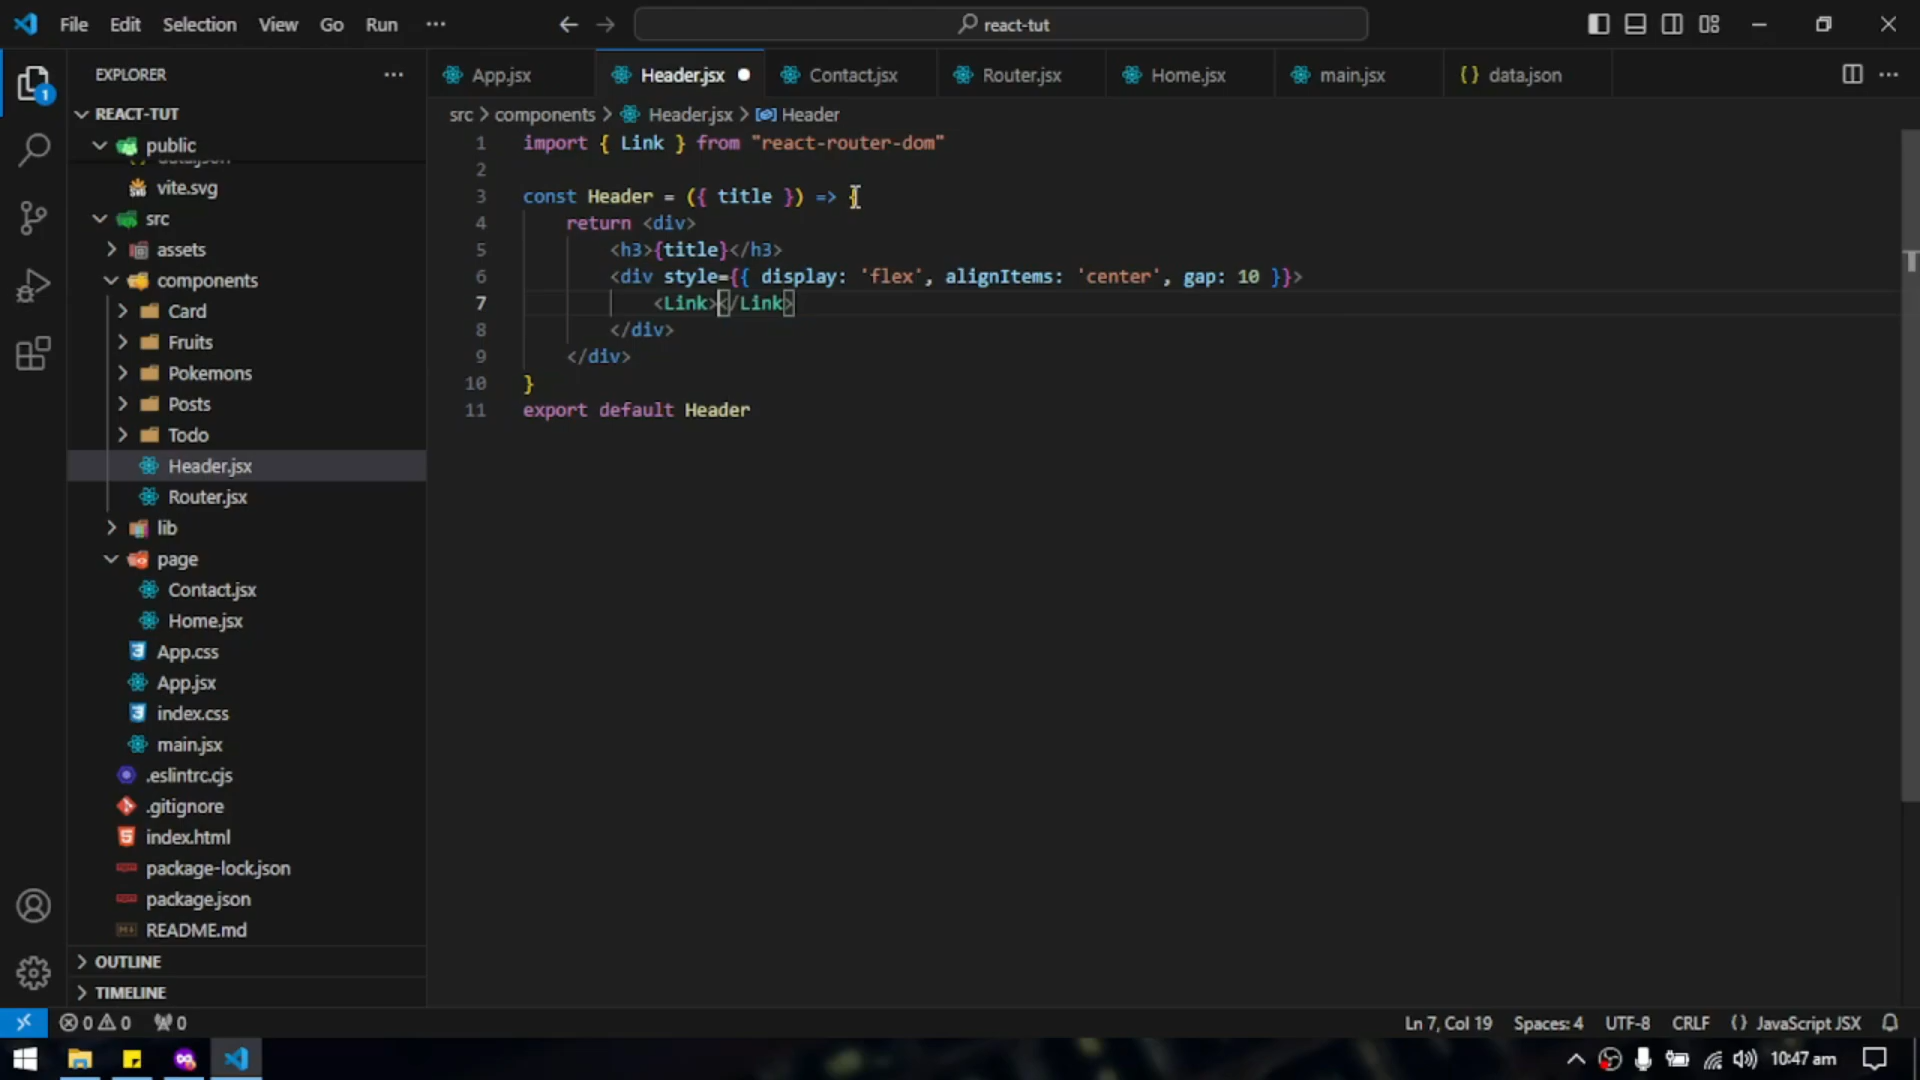 File Edit Selection View Go Run ···
react-tut
EXPLORER
1
REACT-TUT
public
data.json
vite.svg
src
assets
components
Card
Fruits
Pokemons
Posts
Todo
Header.jsx
Router.jsx
lib
page
Contact.jsx
Home.jsx
App.css
App.jsx
index.css
main.jsx
.eslintrc.cjs
.gitignore
index.html
package-lock.json
package.json
README.md
OUTLINE
TIMELINE
App.jsx Header.jsx Contact.jsx Router.jsx Home.jsx main.jsx {} data.json
src > components > Header.jsx > Header
1 import { Link } from "react-router-dom"
2
3 const Header = ({ title }) => {
4 return <div>
5 <h3>{title}</h3>
6 <div style={{ display: 'flex', alignItems: 'center', gap: 10 }}>
7 <Link></Link>
8 </div>
9 </div>
10 }
11 export default Header
0 0 0
Ln 7, Col 19 Spaces: 4 UTF-8 CRLF {} JavaScript JSX
10:47 am